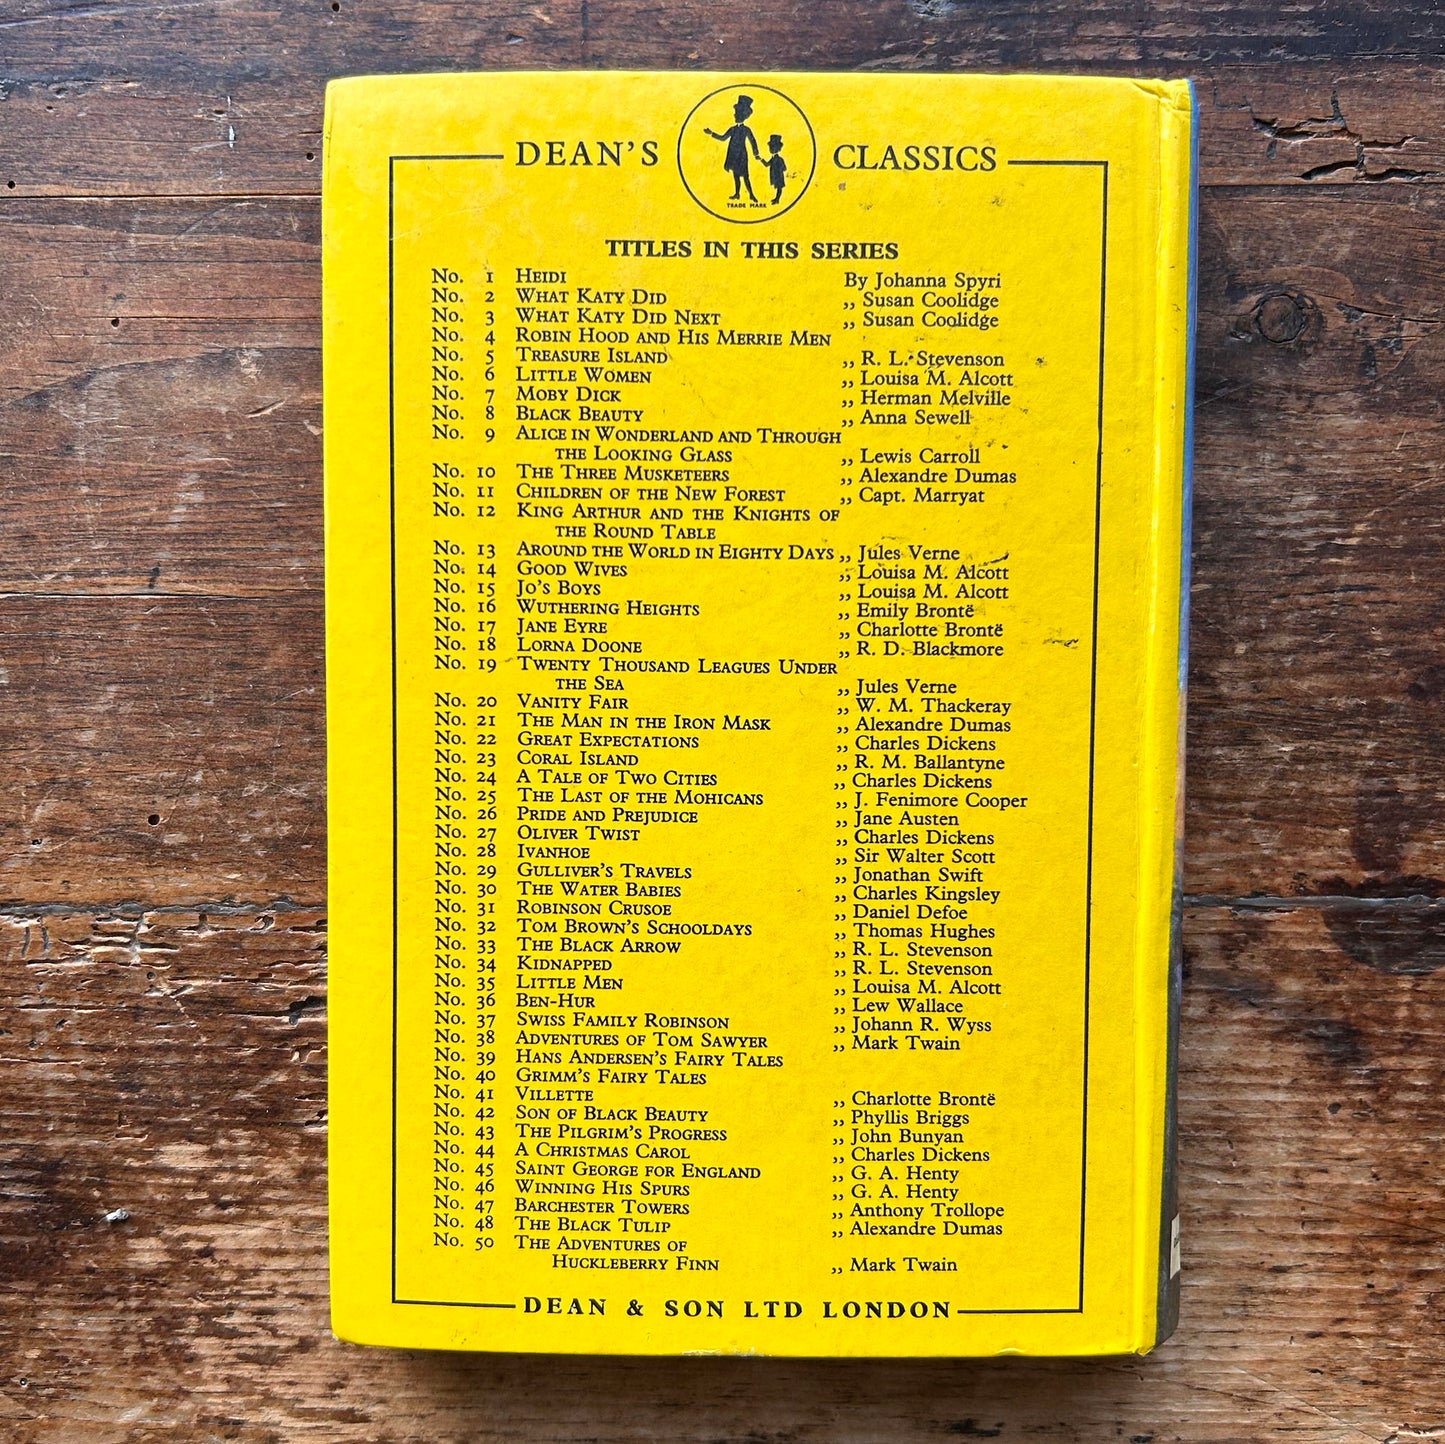 DEAN'S CLASSICS
TRADE MARK
TITLES IN THIS SERIES
No. 1 HEIDI By Johanna Spyri
No. 2 WHAT KATY DID ,, Susan Coolidge
No. 3 WHAT KATY DID NEXT ,, Susan Coolidge
No. 4 ROBIN HOOD AND HIS MERRIE MEN
No. 5 TREASURE ISLAND ,, R. L. Stevenson
No. 6 LITTLE WOMEN ,, Louisa M. Alcott
No. 7 MOBY DICK ,, Herman Melville
No. 8 BLACK BEAUTY ,, Anna Sewell
No. 9 ALICE IN WONDERLAND AND THROUGH
THE LOOKING GLASS ,, Lewis Carroll
No. 10 THE THREE MUSKETEERS ,, Alexandre Dumas
No. 11 CHILDREN OF THE NEW FOREST ,, Capt. Marryat
No. 12 KING ARTHUR AND THE KNIGHTS OF
THE ROUND TABLE
No. 13 AROUND THE WORLD IN EIGHTY DAYS ,, Jules Verne
No. 14 GOOD WIVES ,, Louisa M. Alcott
No. 15 JO'S BOYS ,, Louisa M. Alcott
No. 16 WUTHERING HEIGHTS ,, Emily Brontë
No. 17 JANE EYRE ,, Charlotte Brontë
No. 18 LORNA DOONE ,, R. D. Blackmore
No. 19 TWENTY THOUSAND LEAGUES UNDER
THE SEA ,, Jules Verne
No. 20 VANITY FAIR ,, W. M. Thackeray
No. 21 THE MAN IN THE IRON MASK ,, Alexandre Dumas
No. 22 GREAT EXPECTATIONS ,, Charles Dickens
No. 23 CORAL ISLAND ,, R. M. Ballantyne
No. 24 A TALE OF TWO CITIES ,, Charles Dickens
No. 25 THE LAST OF THE MOHICANS ,, J. Fenimore Cooper
No. 26 PRIDE AND PREJUDICE ,, Jane Austen
No. 27 OLIVER TWIST ,, Charles Dickens
No. 28 IVANHOE ,, Sir Walter Scott
No. 29 GULLIVER'S TRAVELS ,, Jonathan Swift
No. 30 THE WATER BABIES ,, Charles Kingsley
No. 31 ROBINSON CRUSOE ,, Daniel Defoe
No. 32 TOM BROWN'S SCHOOLDAYS ,, Thomas Hughes
No. 33 THE BLACK ARROW ,, R. L. Stevenson
No. 34 KIDNAPPED ,, R. L. Stevenson
No. 35 LITTLE MEN ,, Louisa M. Alcott
No. 36 BEN-HUR ,, Lew Wallace
No. 37 SWISS FAMILY ROBINSON ,, Johann R. Wyss
No. 38 ADVENTURES OF TOM SAWYER ,, Mark Twain
No. 39 HANS ANDERSEN'S FAIRY TALES
No. 40 GRIMM'S FAIRY TALES
No. 41 VILLETTE ,, Charlotte Brontë
No. 42 SON OF BLACK BEAUTY ,, Phyllis Briggs
No. 43 THE PILGRIM'S PROGRESS ,, John Bunyan
No. 44 A CHRISTMAS CAROL ,, Charles Dickens
No. 45 SAINT GEORGE FOR ENGLAND ,, G. A. Henty
No. 46 WINNING HIS SPURS ,, G. A. Henty
No. 47 BARCHESTER TOWERS ,, Anthony Trollope
No. 48 THE BLACK TULIP ,, Alexandre Dumas
No. 50 THE ADVENTURES OF
HUCKLEBERRY FINN ,, Mark Twain
DEAN & SON LTD LONDON